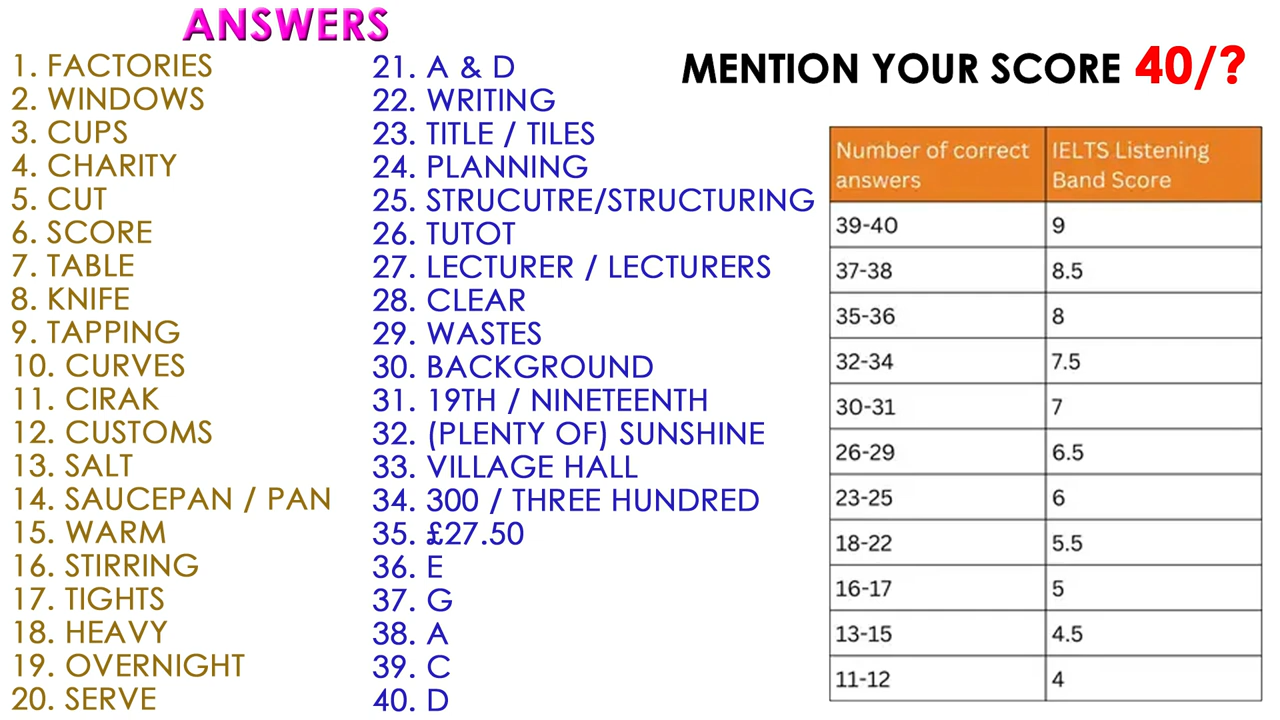 ANSWERS
1. FACTORIES
2. WINDOWS
3. CUPS
4. CHARITY
5. CUT
6. SCORE
7. TABLE
8. KNIFE
9. TAPPING
10. CURVES
11. CIRAK
12. CUSTOMS
13. SALT
14. SAUCEPAN / PAN
15. WARM
16. STIRRING
17. TIGHTS
18. HEAVY
19. OVERNIGHT
20. SERVE
21. A & D
22. WRITING
23. TITLE / TILES
24. PLANNING
25. STRUCUTRE/STRUCTURING
26. TUTOT
27. LECTURER / LECTURERS
28. CLEAR
29. WASTES
30. BACKGROUND
31. 19TH / NINETEENTH
32. (PLENTY OF) SUNSHINE
33. VILLAGE HALL
34. 300 / THREE HUNDRED
35. £27.50
36. E
37. G
38. A
39. C
40. D
MENTION YOUR SCORE 40/?
Number of correct answers IELTS Listening Band Score
39-40 9
37-38 8.5
35-36 8
32-34 7.5
30-31 7
26-29 6.5
23-25 6
18-22 5.5
16-17 5
13-15 4.5
11-12 4